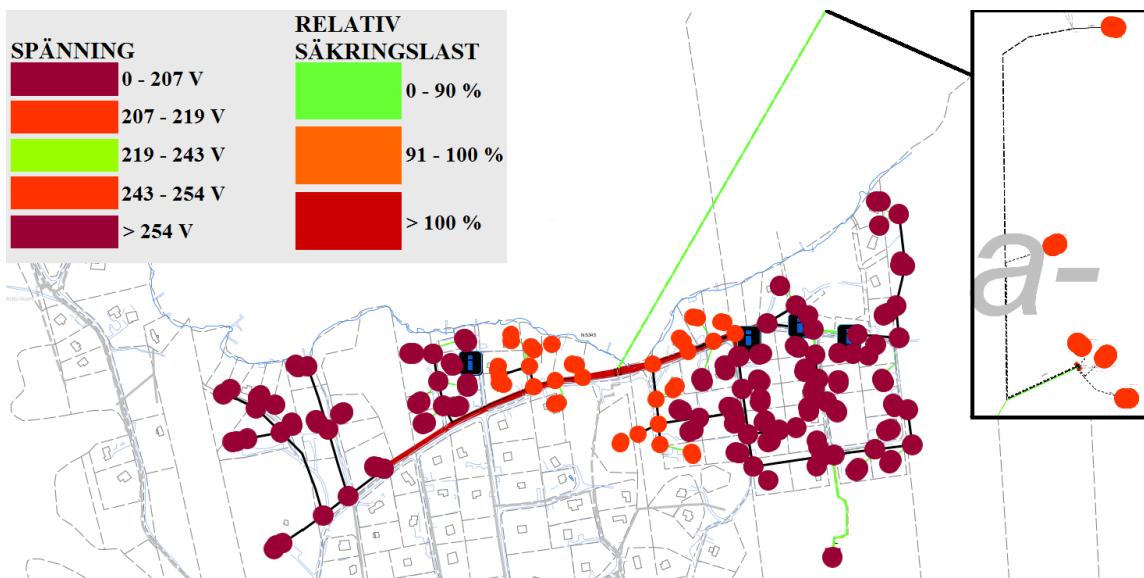 SPÄNNING
0 - 207 V
207 - 219 V
219 - 243 V
243 - 254 V
> 254 V
RELATIV
SÄKRINGSLAST
0 - 90 %
91 - 100 %
> 100 %
N5345
a-